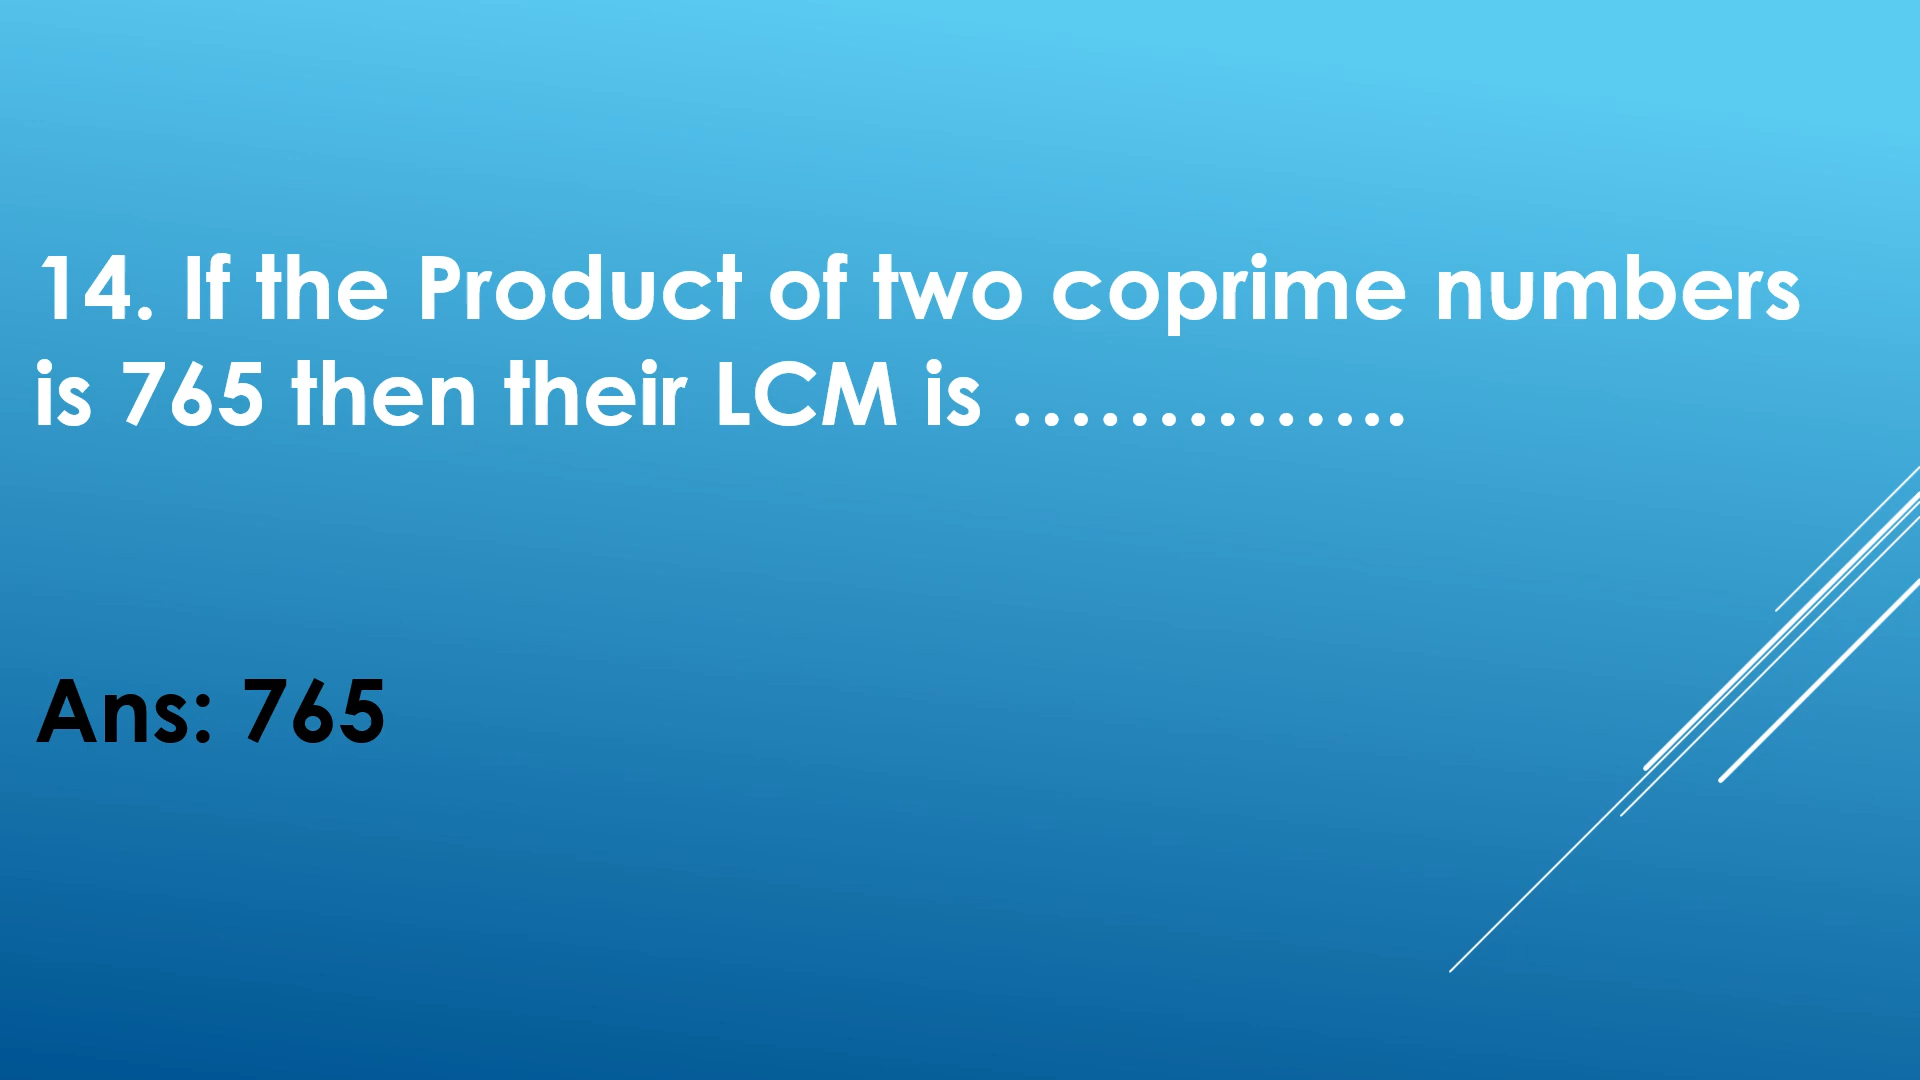 14. If the Product of two coprime numbers
is 765 then their LCM is …………..
Ans: 765